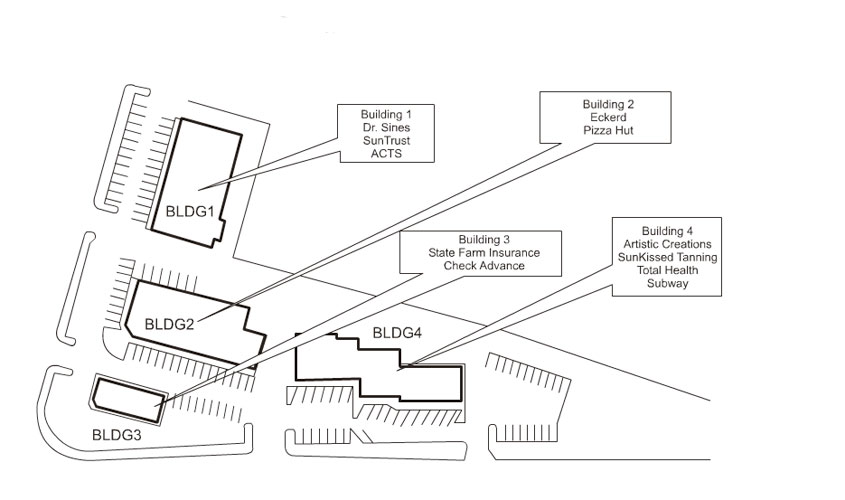 Building 1
Dr. Sines
SunTrust
ACTS
Building 2
Eckerd
Pizza Hut
BLDG1
Building 3
State Farm Insurance
Check Advance
Building 4
Artistic Creations
SunKissed Tanning
Total Health
Subway
BLDG2
BLDG4
BLDG3